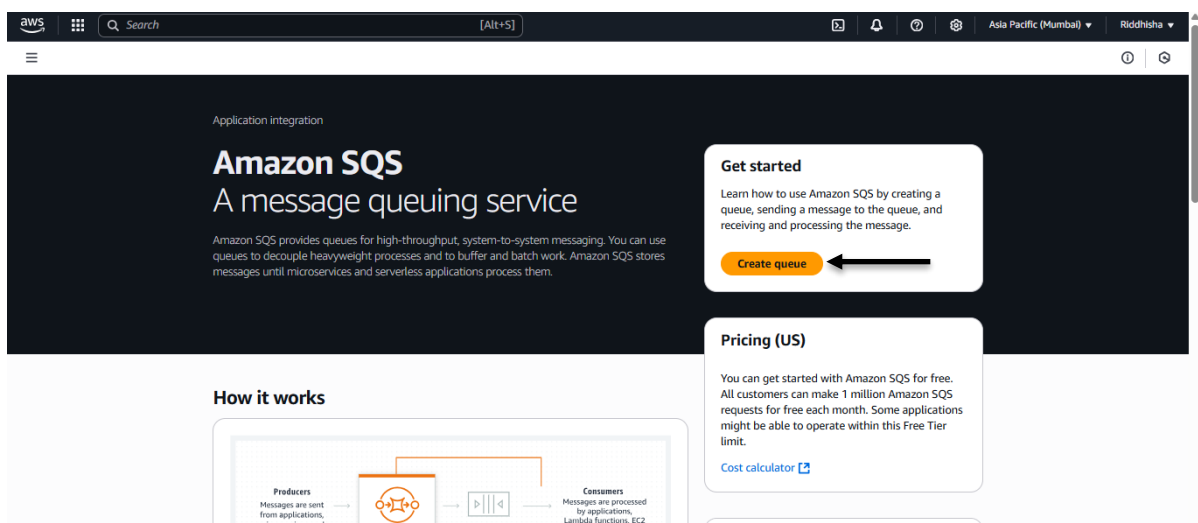 aws
Search
[Alt+S]
Asia Pacific (Mumbai)
Riddhisha
Application integration
Amazon SQS
A message queuing service
Amazon SQS provides queues for high-throughput, system-to-system messaging. You can use
queues to decouple heavyweight processes and to buffer and batch work. Amazon SQS stores
messages until microservices and serverless applications process them.
Get started
Learn how to use Amazon SQS by creating a
queue, sending a message to the queue, and
receiving and processing the message.
Create queue
Pricing (US)
You can get started with Amazon SQS for free.
All customers can make 1 million Amazon SQS
requests for free each month. Some applications
might be able to operate within this Free Tier
limit.
Cost calculator
How it works
Producers
Messages are sent
from applications,
Consumers
Messages are processed
by applications,
Lambda functions, EC2